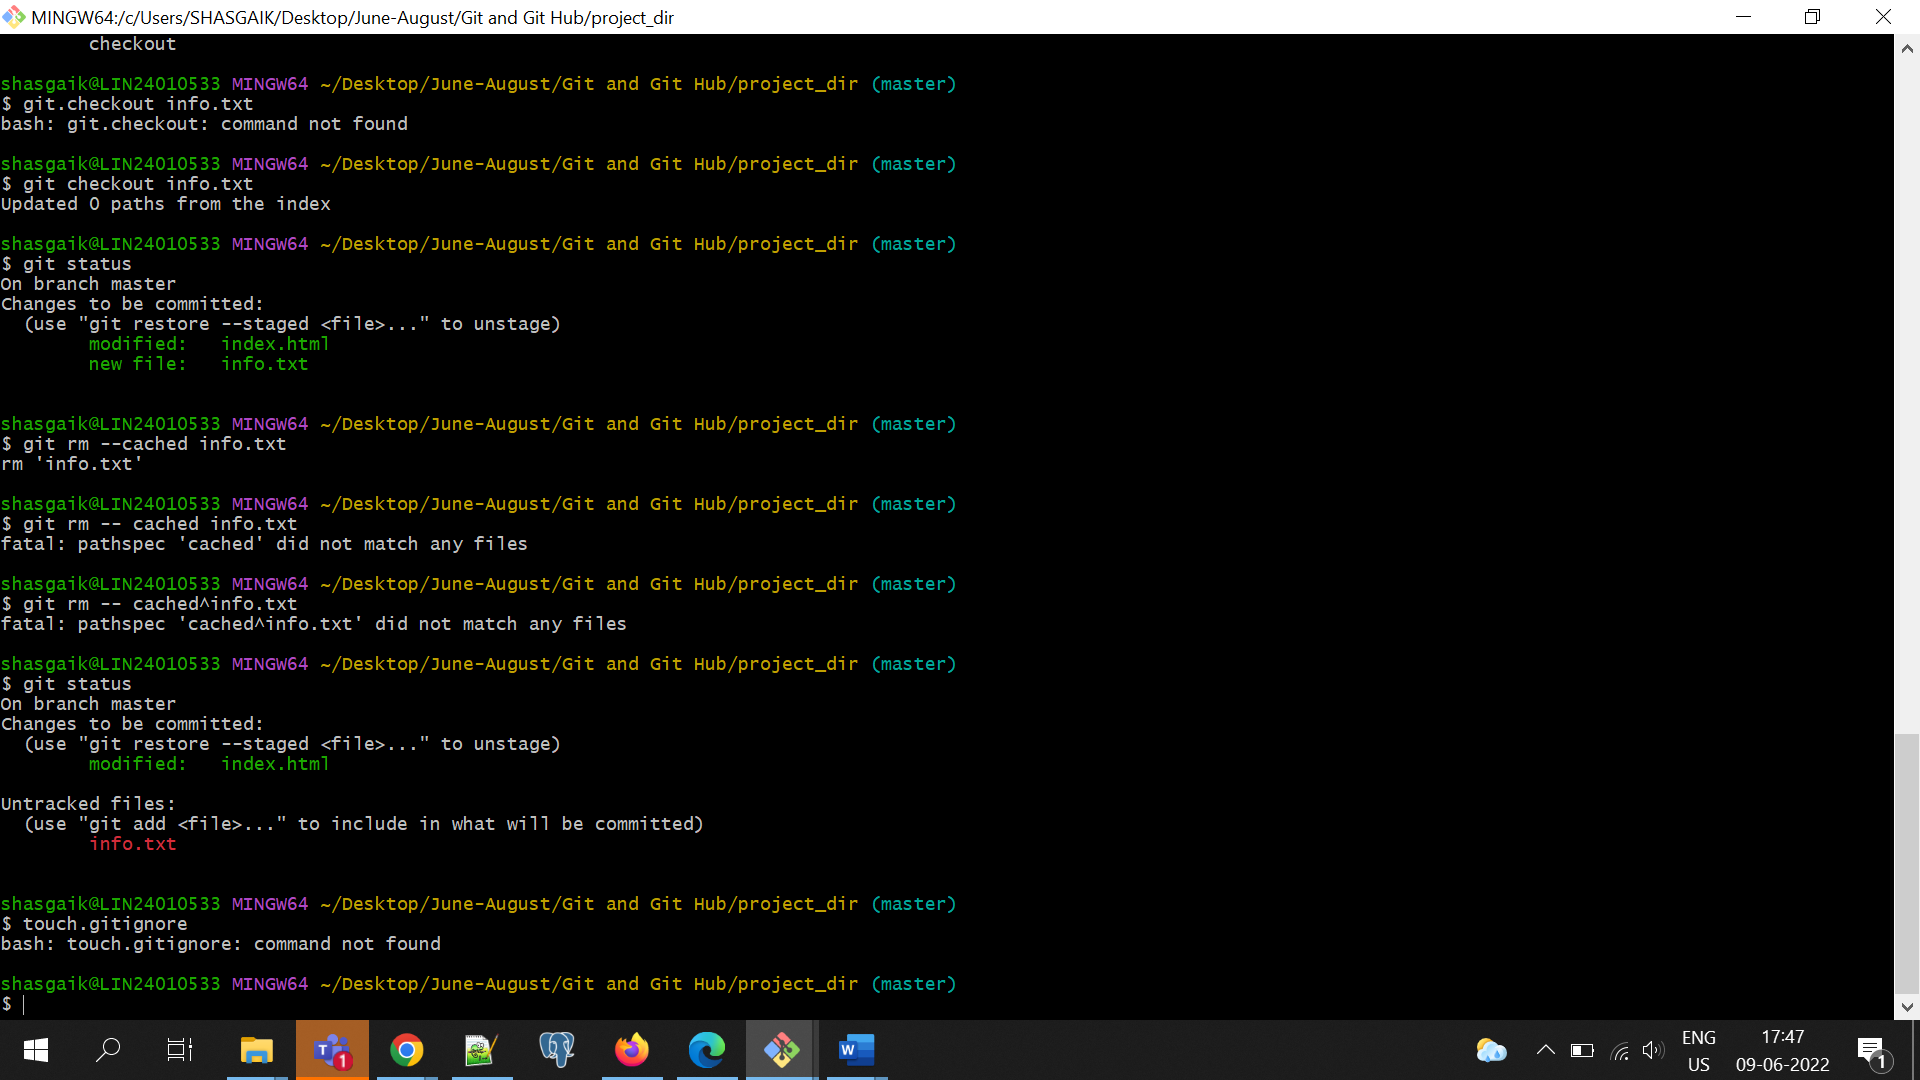 MINGW64:/c/Users/SHASGAIK/Desktop/June-August/Git and Git Hub/project_dir
checkout
shasgaik@LIN24010533 MINGW64 ~/Desktop/June-August/Git and Git Hub/project_dir (master)
$ git.checkout info.txt
bash: git.checkout: command not found
shasgaik@LIN24010533 MINGW64 ~/Desktop/June-August/Git and Git Hub/project_dir (master)
$ git checkout info.txt
Updated 0 paths from the index
shasgaik@LIN24010533 MINGW64 ~/Desktop/June-August/Git and Git Hub/project_dir (master)
$ git status
On branch master
Changes to be committed:
(use "git restore --staged <file>..." to unstage)
modified:   index.html
new file:   info.txt
shasgaik@LIN24010533 MINGW64 ~/Desktop/June-August/Git and Git Hub/project_dir (master)
$ git rm --cached info.txt
rm 'info.txt'
shasgaik@LIN24010533 MINGW64 ~/Desktop/June-August/Git and Git Hub/project_dir (master)
$ git rm -- cached info.txt
fatal: pathspec 'cached' did not match any files
shasgaik@LIN24010533 MINGW64 ~/Desktop/June-August/Git and Git Hub/project_dir (master)
$ git rm -- cached^info.txt
fatal: pathspec 'cached^info.txt' did not match any files
shasgaik@LIN24010533 MINGW64 ~/Desktop/June-August/Git and Git Hub/project_dir (master)
$ git status
On branch master
Changes to be committed:
(use "git restore --staged <file>..." to unstage)
modified:   index.html
Untracked files:
(use "git add <file>..." to include in what will be committed)
info.txt
shasgaik@LIN24010533 MINGW64 ~/Desktop/June-August/Git and Git Hub/project_dir (master)
$ touch.gitignore
bash: touch.gitignore: command not found
shasgaik@LIN24010533 MINGW64 ~/Desktop/June-August/Git and Git Hub/project_dir (master)
$
ENG
US
17:47
09-06-2022
1
1